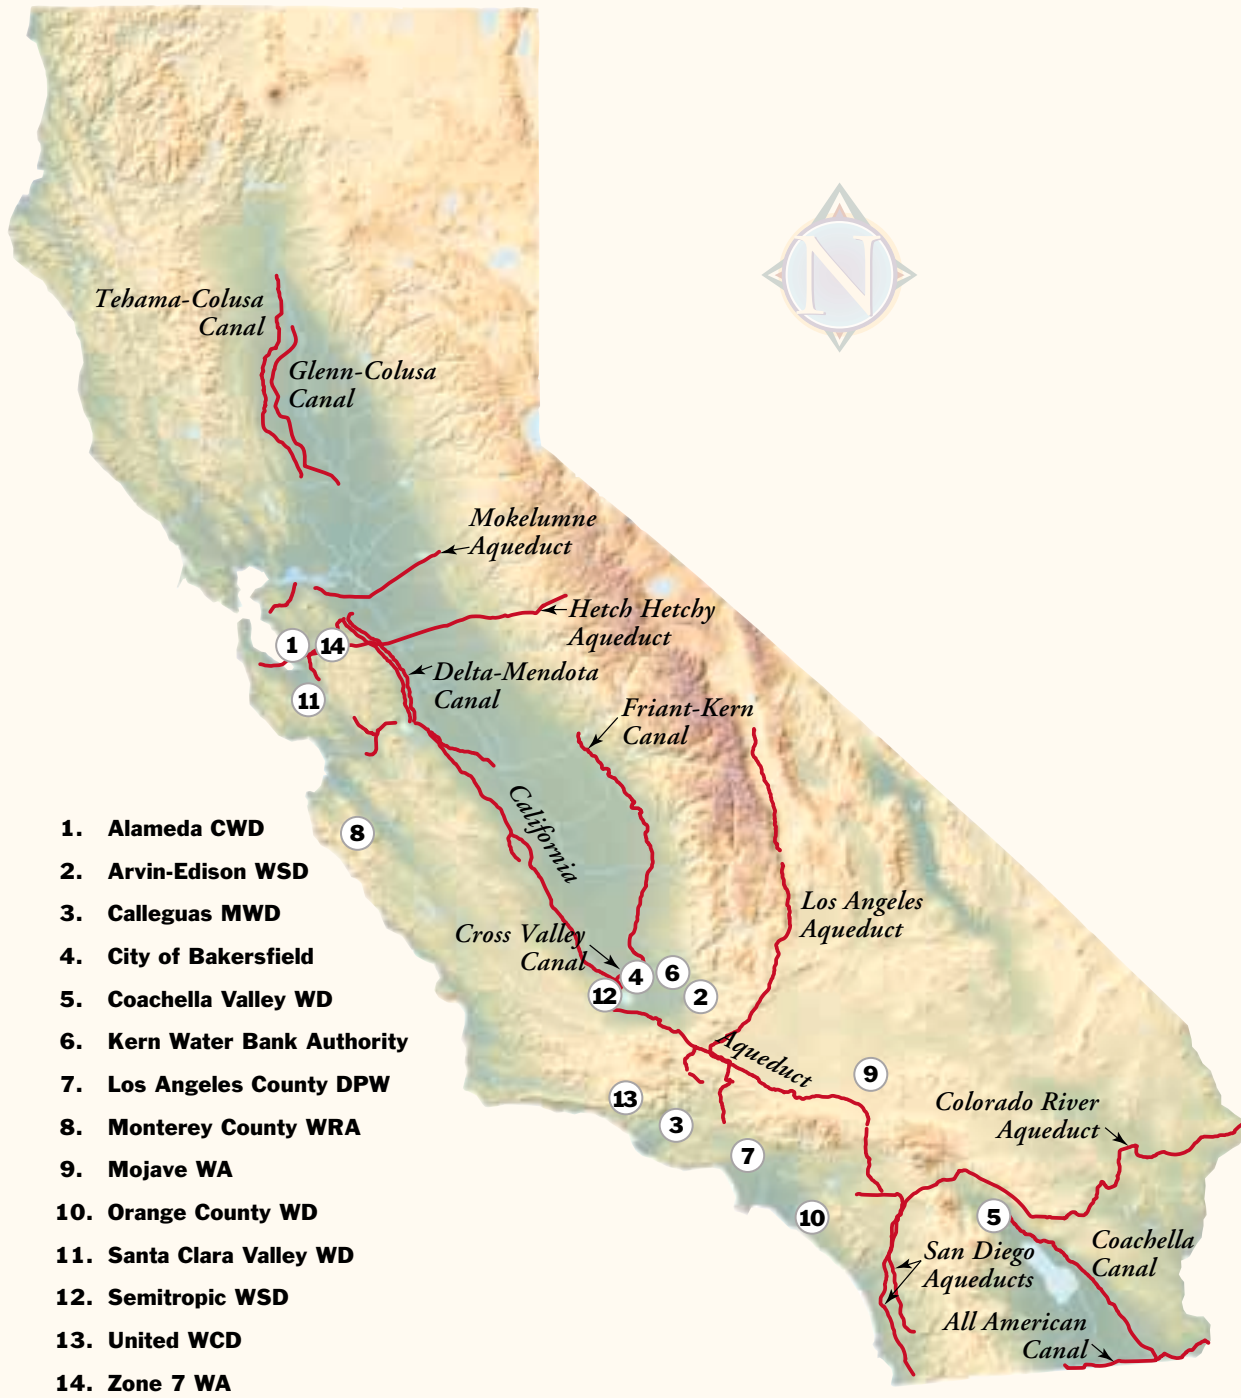 N
Tehama-Colusa
Canal
Glenn-Colusa
Canal
Mokelumne
Aqueduct
Hetch Hetchy
Aqueduct
1
14
Delta-Mendota
Canal
11
Friant-Kern
Canal
California
8
Los Angeles
Aqueduct
Cross Valley
Canal
4
6
12
2
Aqueduct
9
13
3
7
Colorado River
Aqueduct
10
5
Coachella
Canal
San Diego
Aqueducts
All American
Canal
1. Alameda CWD
2. Arvin-Edison WSD
3. Calleguas MWD
4. City of Bakersfield
5. Coachella Valley WD
6. Kern Water Bank Authority
7. Los Angeles County DPW
8. Monterey County WRA
9. Mojave WA
10. Orange County WD
11. Santa Clara Valley WD
12. Semitropic WSD
13. United WCD
14. Zone 7 WA